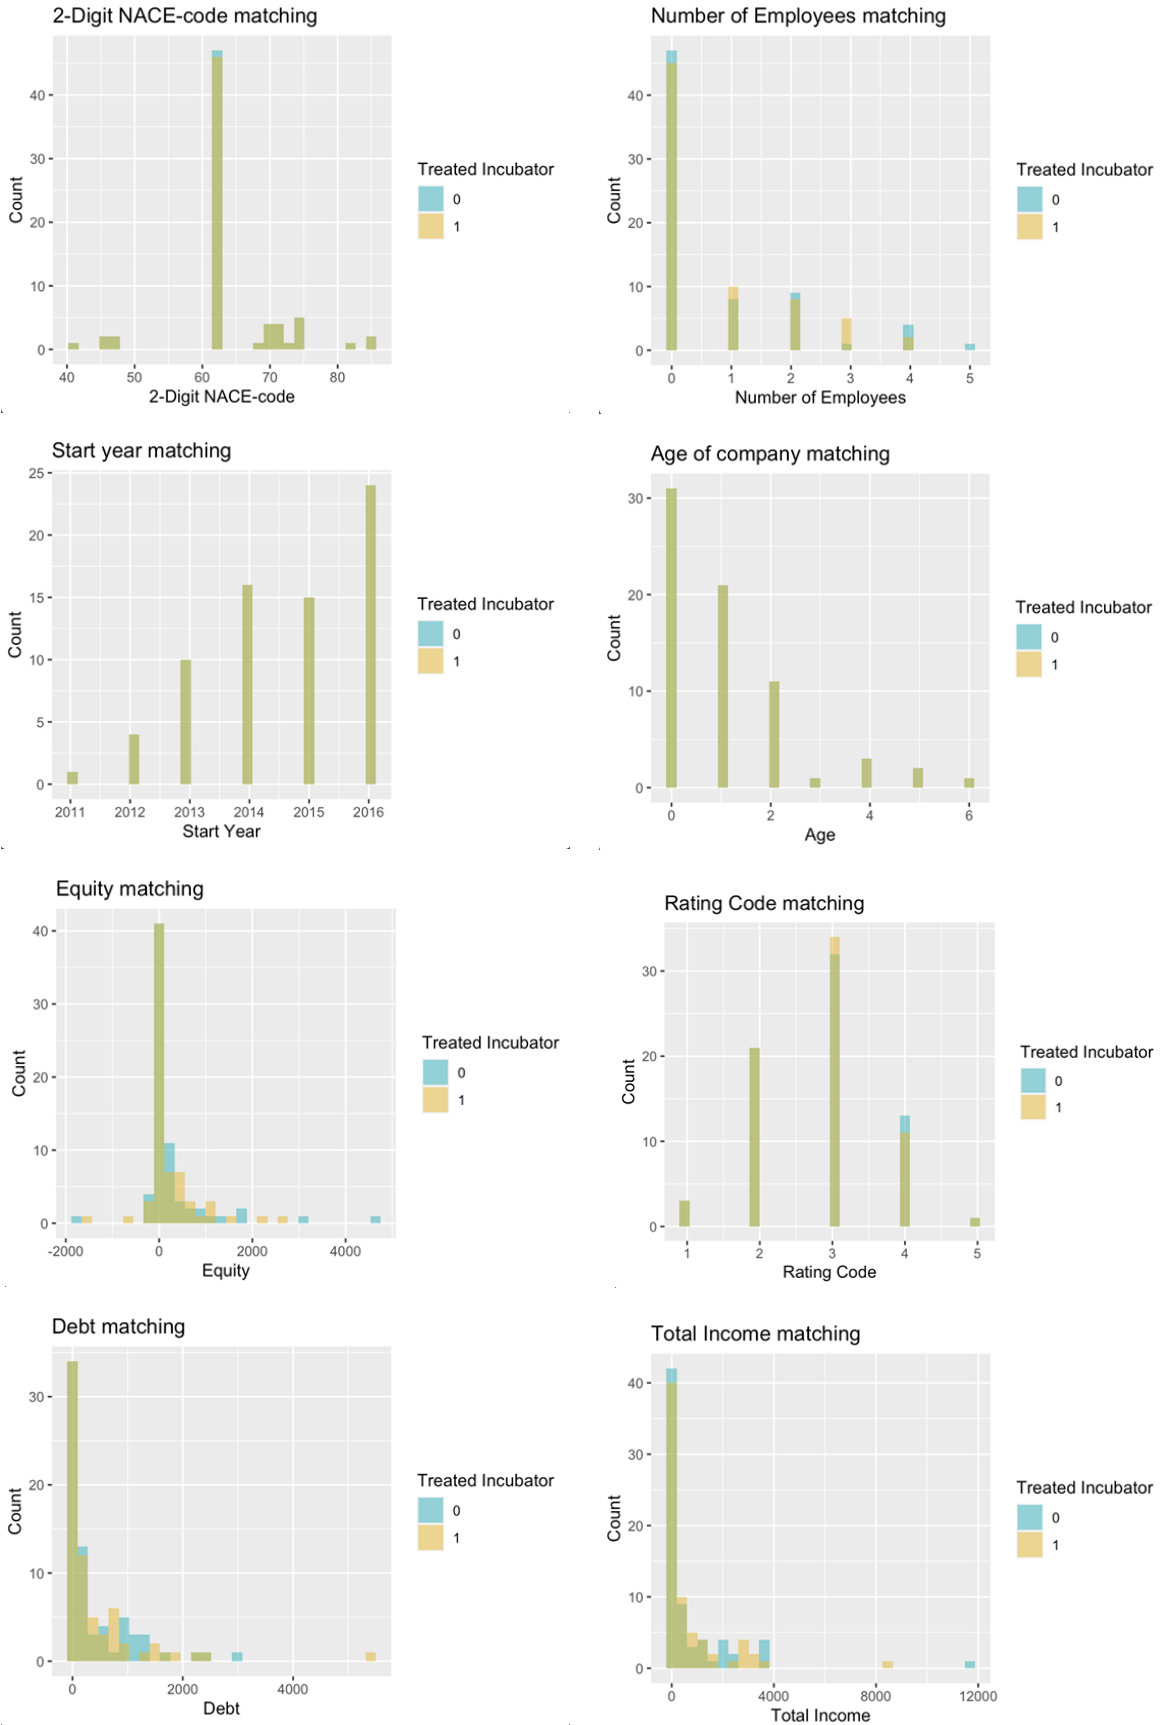 2-Digit NACE-code matching
Count
40
30
20
10
0
40 50 60 70 80
2-Digit NACE-code
Treated Incubator
0
1
Number of Employees matching
Count
40
30
20
10
0
0 1 2 3 4 5
Number of Employees
Treated Incubator
0
1
Start year matching
Count
25
20
15
10
5
0
2011 2012 2013 2014 2015 2016
Start Year
Treated Incubator
0
1
Age of company matching
Count
30
20
10
0
0 2 4 6
Age
Treated Incubator
0
1
Equity matching
Count
40
30
20
10
0
-2000 0 2000 4000
Equity
Treated Incubator
0
1
Rating Code matching
Count
30
20
10
0
1 2 3 4 5
Rating Code
Treated Incubator
0
1
Debt matching
Count
30
20
10
0
0 2000 4000
Debt
Treated Incubator
0
1
Total Income matching
Count
40
30
20
10
0
0 4000 8000 12000
Total Income
Treated Incubator
0
1